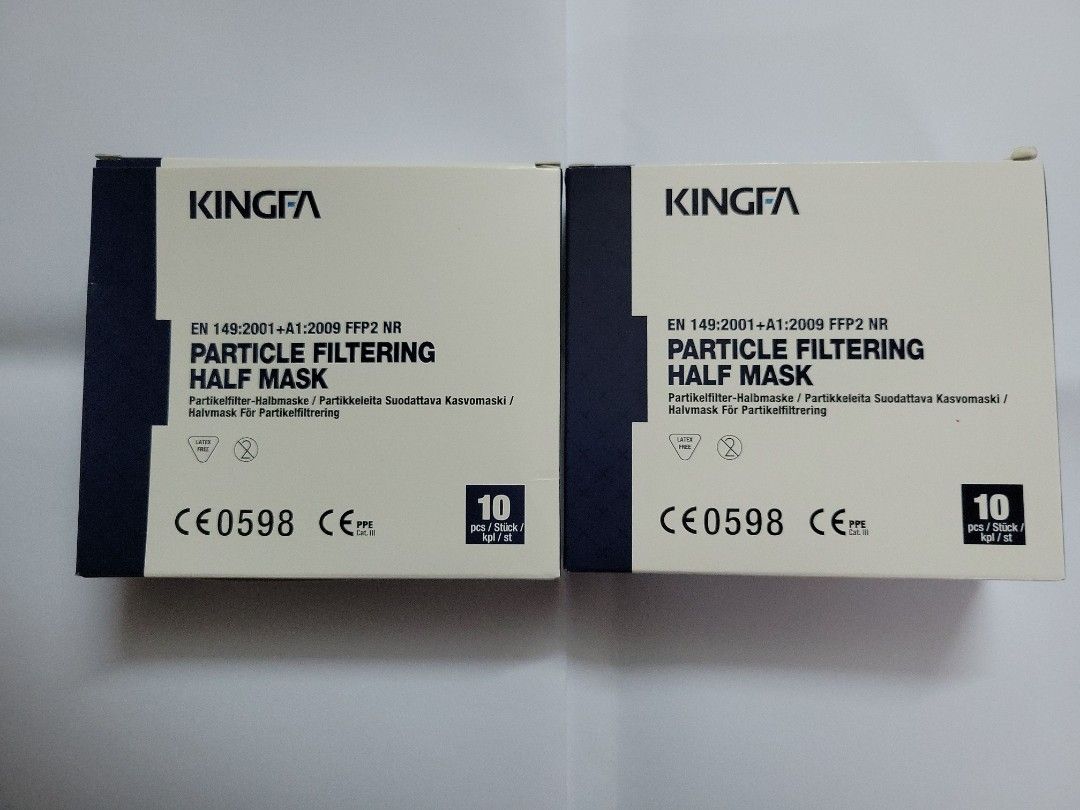 KINGFA
EN 149:2001+A1:2009 FFP2 NR
PARTICLE FILTERING
HALF MASK
Partikelfilter-Halbmaske / Partikkeleita Suodattava Kasvomaski /
Halvmask För Partikelfiltrering
LATEX
FREE
2
CE0598
CE PPE
Cat. III
10
pcs / Stück /
kpl / st
KINGFA
EN 149:2001+A1:2009 FFP2 NR
PARTICLE FILTERING
HALF MASK
Partikelfilter-Halbmaske / Partikkeleita Suodattava Kasvomaski /
Halvmask För Partikelfiltrering
LATEX
FREE
2
CE0598
CE PPE
Cat. III
10
pcs / Stück /
kpl / st